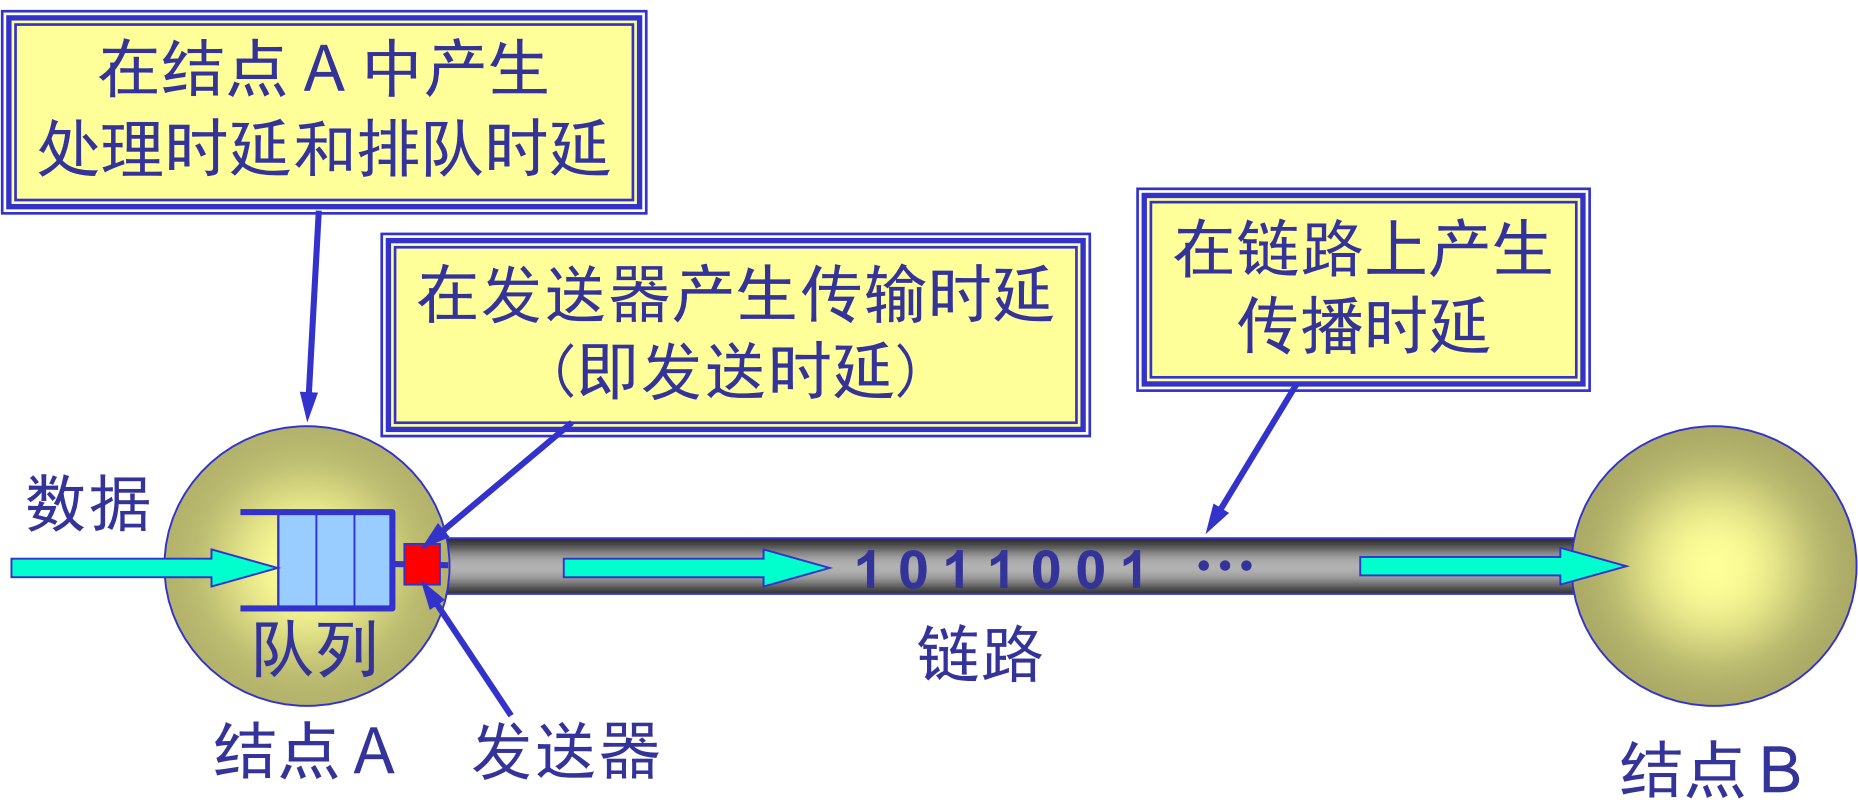 在结点 A 中产生
处理时延和排队时延
在发送器产生传输时延
(即发送时延)
在链路上产生
传播时延
数据
1 0 1 1 0 0 1 …
队列
链路
结点 A
发送器
结点 B